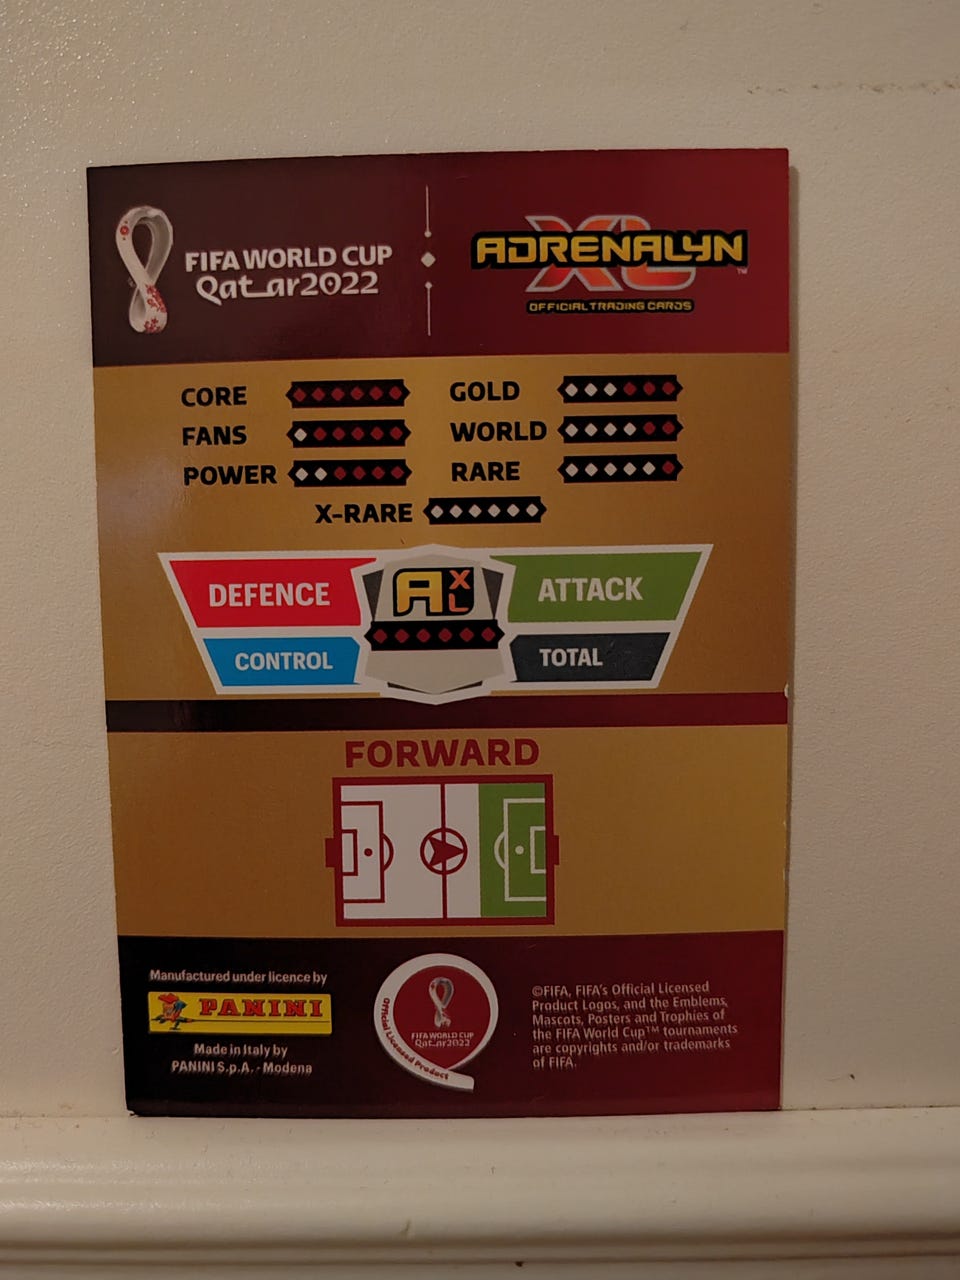 FIFA WORLD CUP
Qatar2022
ADRENALYN
XL
™
OFFICIAL TRADING CARDS
CORE
GOLD
FANS
WORLD
POWER
RARE
X-RARE
DEFENCE
AXL
ATTACK
CONTROL
TOTAL
FORWARD
Manufactured under licence by
PANINI
Made in Italy by
PANINI S.p.A. - Modena
FIFA WORLD CUP
Qatar2022
Official Licensed Product
©FIFA, FIFA's Official Licensed
Product Logos, and the Emblems,
Mascots, Posters and Trophies of
the FIFA World Cup™ tournaments
are copyrights and/or trademarks
of FIFA.